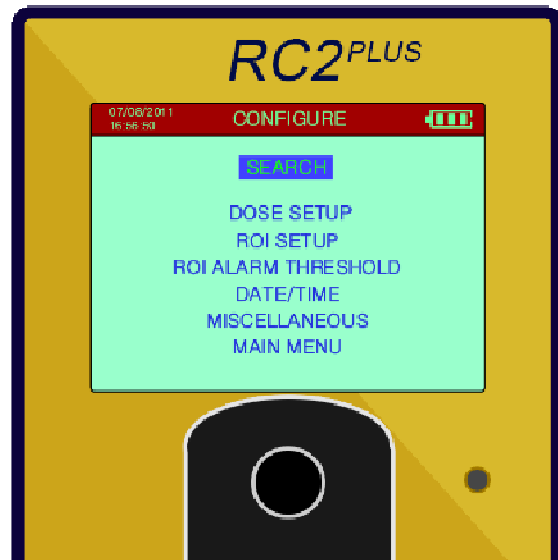 RC2PLUS
07/06/2011
16:56:50
CONFIGURE
SEARCH
DOSE SETUP
ROI SETUP
ROI ALARM THRESHOLD
DATE/TIME
MISCELLANEOUS
MAIN MENU